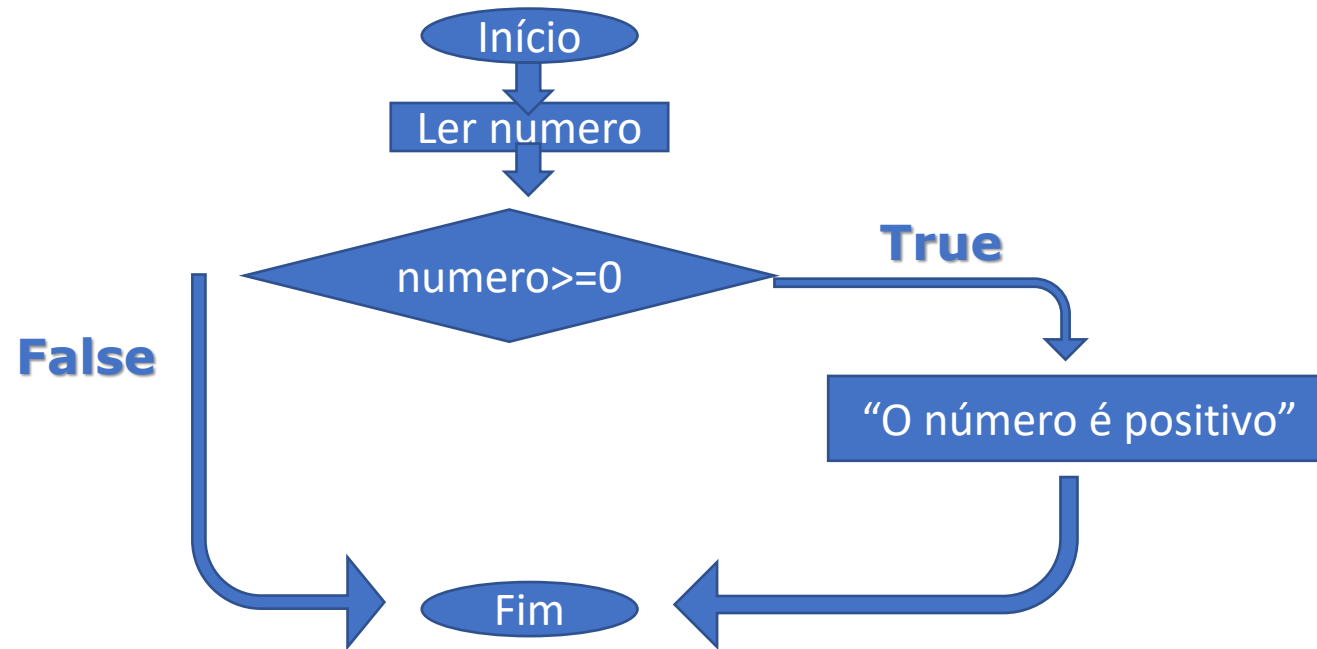 Início
Ler numero
numero>=0
True
False
“O número é positivo”
Fim